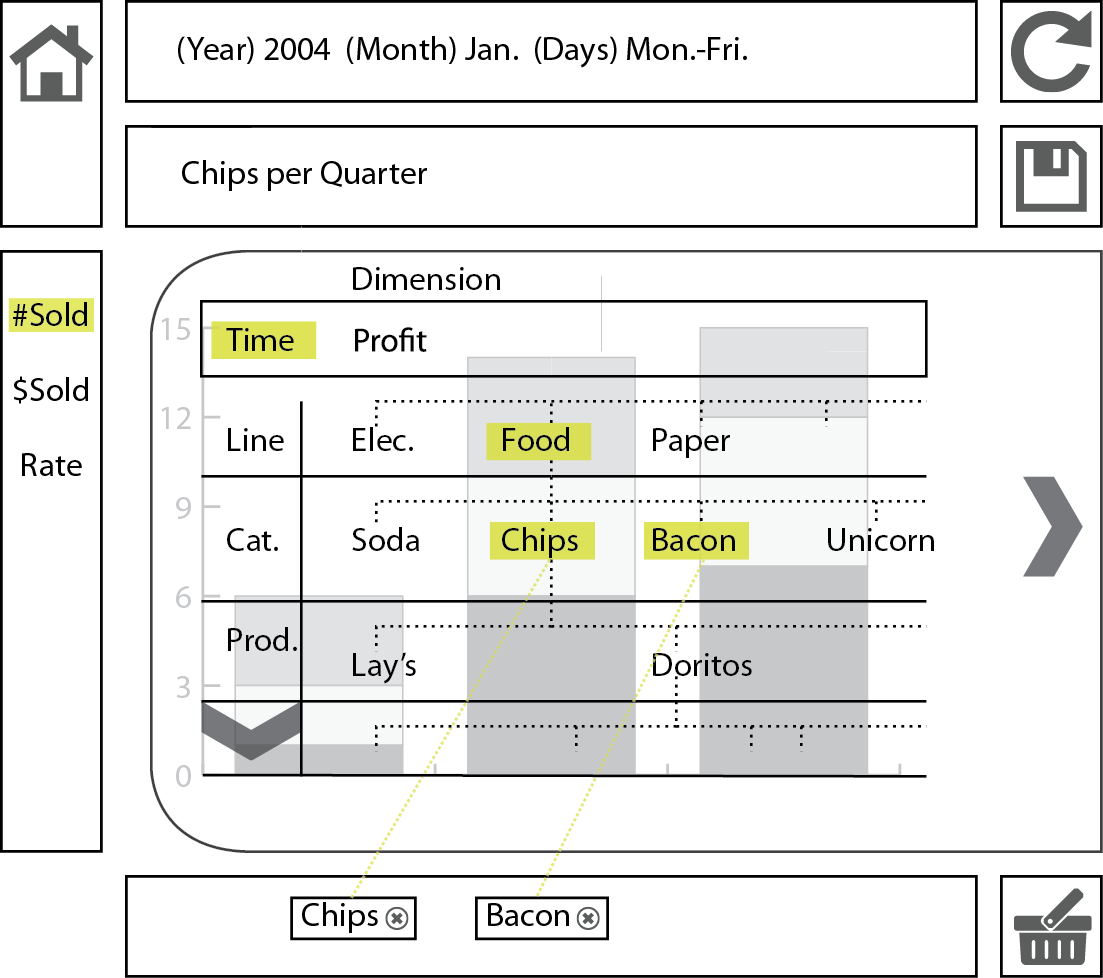 (Year) 2004 (Month) Jan. (Days) Mon.-Fri.
Chips per Quarter
#Sold
$Sold
Rate
Dimension
15
Time Profit
12
Line Elec. Food Paper
9
Cat. Soda Chips Bacon Unicorn
6
Prod. Lay's Doritos
3
0
Chips Bacon